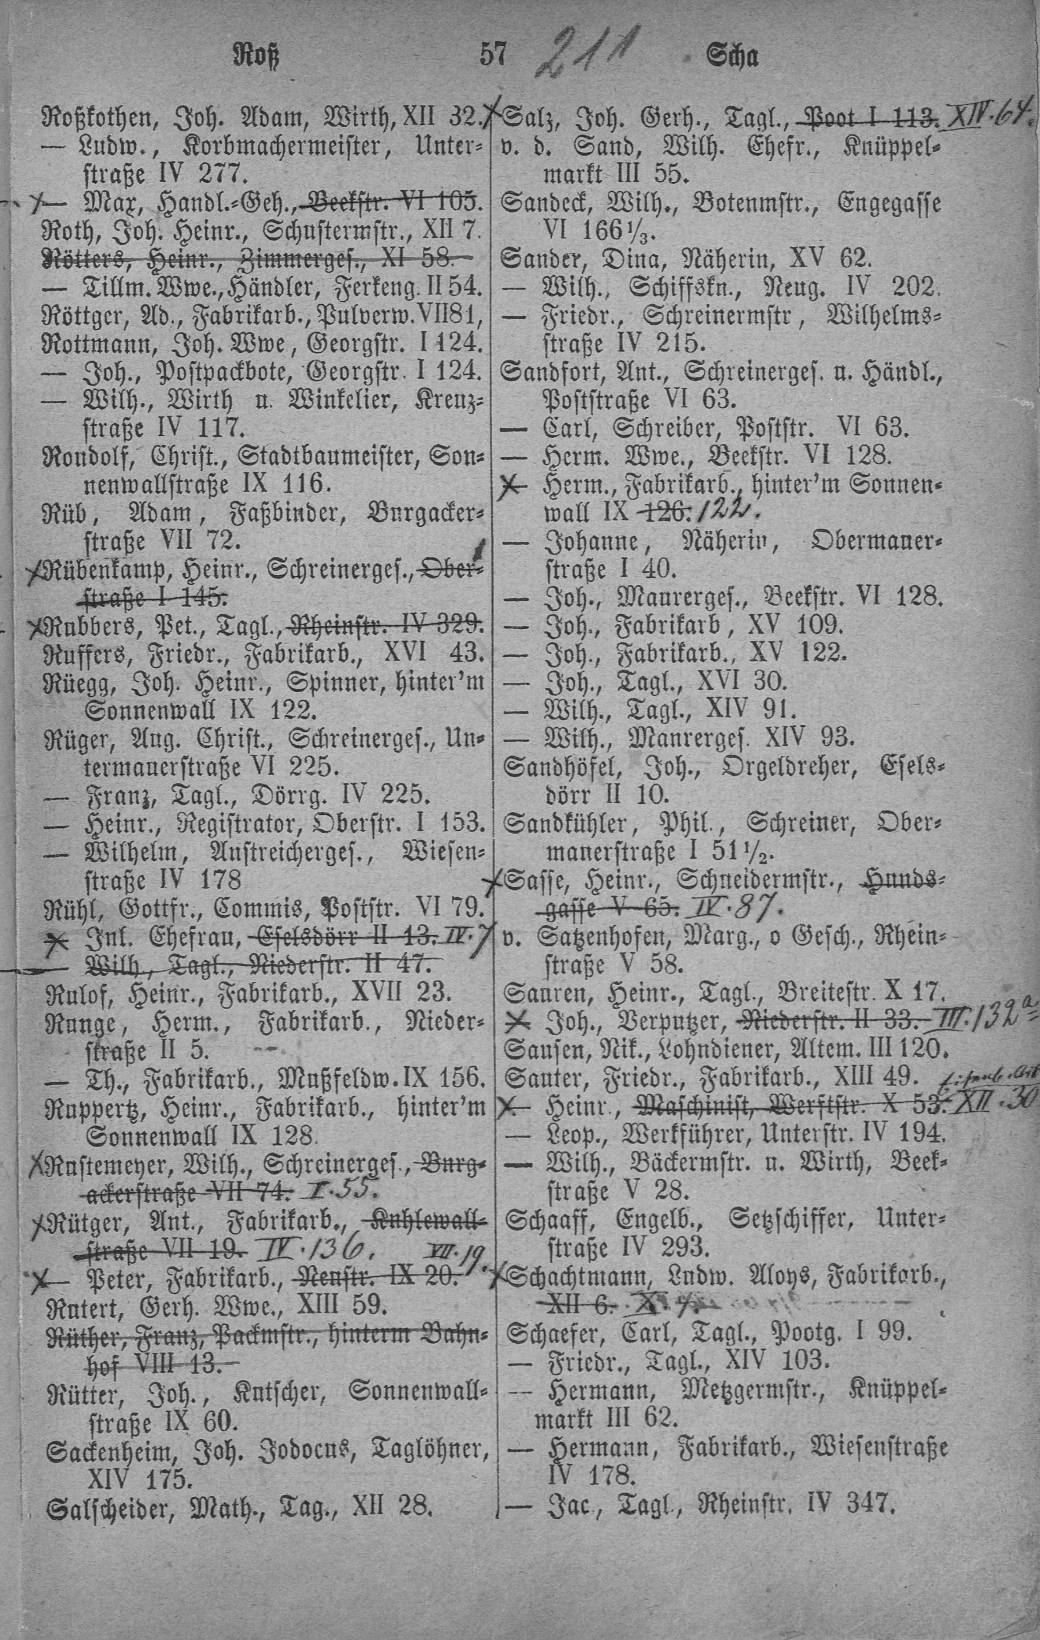 Roß 57 211 Scha
Roßkothen, Joh. Adam, Wirth, XII 32.
— Ludw., Korbmachermeister, Unter-
straße IV 277.
— Max, Handl.-Geh., Beekstr. VI 105.
Roth, Joh. Heinr., Schustermstr., XII 7.
Rötters, Heinr., Zimmerges., XI 58.
— Tillm. Wwe., Händler, Ferkeng. II 54.
Röttger, Ad., Fabrikarb., Pulverw. VII 81,
Rottmann, Joh. Wwe, Georgstr. I 124.
— Joh., Postpackbote, Georgstr. I 124.
— Wilh., Wirth u. Winkelier, Kreuz-
straße IV 117.
Rondolf, Christ., Stadtbaumeister, Son-
nenwallstraße IX 116.
Rüb, Adam, Faßbinder, Burgacker-
straße VII 72.
Rübenkamp, Heinr., Schreinerges., Ober-
straße I 145.
Rubbers, Pet., Tagl., Rheinstr. IV 329.
Ruffers, Friedr., Fabrikarb., XVI 43.
Rüegg, Joh. Heinr., Spinner, hinter'm
Sonnenwall IX 122.
Rüger, Aug. Christ., Schreinerges., Un-
termauerstraße VI 225.
— Franz, Tagl., Dörrg. IV 225.
— Heinr., Registrator, Oberstr. I 153.
— Wilhelm, Anstreicherges., Wiesen-
straße IV 178
Rühl, Gottfr., Commis, Poststr. VI 79.
— Jul. Ehefrau, Eselsdörr II 13. IV. 7
— Wilh., Tagl., Niederstr. II 47.
Rulof, Heinr., Fabrikarb., XVII 23.
Runge, Herm., Fabrikarb., Nieder-
straße II 5.
— Th., Fabrikarb., Mußfeldw. IX 156.
Ruppertz, Heinr., Fabrikarb., hinter'm
Sonnenwall IX 128.
Rustemeyer, Wilh., Schreinerges., Burg-
ackerstraße VII 74. I. 55.
Rütger, Ant., Fabrikarb., Kuhlewall-
straße VII 19. IV. 136. VII. 19.
— Peter, Fabrikarb., Neustr. IX 20.
Rutert, Gerh. Wwe., XIII 59.
Rüther, Franz, Packmstr., hinterm Bahn-
hof VIII 13.
Rütter, Joh., Kutscher, Sonnenwall-
straße IX 60.
Sackenheim, Joh. Jodocus, Taglöhner,
XIV 175.
Salscheider, Math., Tag., XII 28.
Salz, Joh. Gerh., Tagl., Poot I 113. XIV. 64.
v. d. Sand, Wilh. Ehefr., Knüppel-
markt III 55.
Sandeck, Wilh., Botenmstr., Engegasse
VI 166 1/3.
Sander, Dina, Näherin, XV 62.
— Wilh., Schiffskn., Neug. IV 202.
— Friedr., Schreinermstr, Wilhelms-
straße IV 215.
Sandfort, Ant., Schreinerges. u. Händl.,
Poststraße VI 63.
— Carl, Schreiber, Poststr. VI 63.
— Herm. Wwe., Beekstr. VI 128.
— Herm., Fabrikarb., hinter'm Sonnen-
wall IX 126. 122.
— Johanne, Näherin, Obermauer-
straße I 40.
— Joh., Maurerges., Beekstr. VI 128.
— Joh., Fabrikarb, XV 109.
— Joh., Fabrikarb., XV 122.
— Joh., Tagl., XVI 30.
— Wilh., Tagl., XIV 91.
— Wilh., Maurerges. XIV 93.
Sandhöfel, Joh., Orgeldreher, Esels-
dörr II 10.
Sandkühler, Phil., Schreiner, Ober-
mauerstraße I 51 1/2.
Sasse, Heinr., Schneidermstr., Hunds-
gasse V 65. IV. 87.
v. Satzenhofen, Marg., o Gesch., Rhein-
straße V 58.
Sauren, Heinr., Tagl., Breitestr. X 17.
— Joh., Verputzer, Niederstr. II 33. III. 132a
Sausen, Nik., Lohndiener, Altem. III 120.
Sauter, Friedr., Fabrikarb., XIII 49.
— Heinr., Maschinist, Werftstr. X 53. XII. 30
— Leop., Werkführer, Unterstr. IV 194.
— Wilh., Bäckermstr. u. Wirth, Beek-
straße V 28.
Schaaff, Engelb., Setzschiffer, Unter-
straße IV 293.
Schachtmann, Ludw. Aloys, Fabrikarb.,
XII 6.
Schaefer, Carl, Tagl., Pootg. I 99.
— Friedr., Tagl., XIV 103.
— Hermann, Metzgermstr., Knüppel-
markt III 62.
— Hermann, Fabrikarb., Wiesenstraße
IV 178.
— Jac., Tagl., Rheinstr. IV 347.